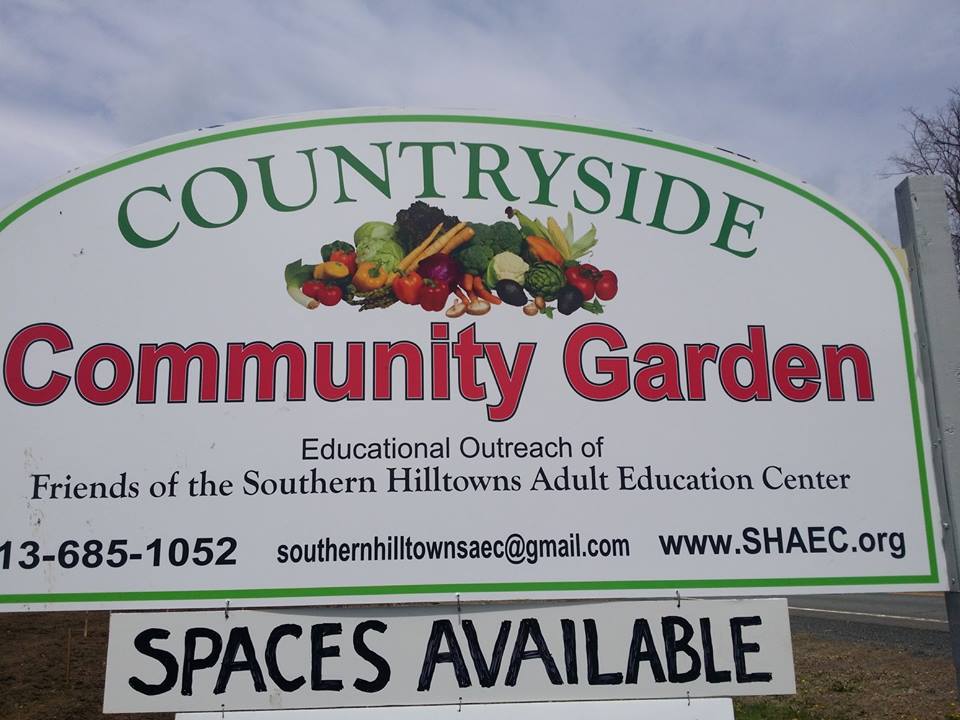 COUNTRYSIDE
Community Garden
Educational Outreach of
Friends of the Southern Hilltowns Adult Education Center
13-685-1052 southernhilltownsaec@gmail.com www.SHAEC.org
SPACES AVAILABLE